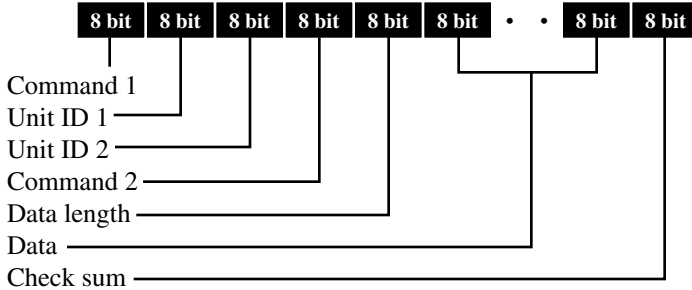 8 bit 8 bit 8 bit 8 bit 8 bit 8 bit · · 8 bit 8 bit
Command 1
Unit ID 1
Unit ID 2
Command 2
Data length
Data
Check sum